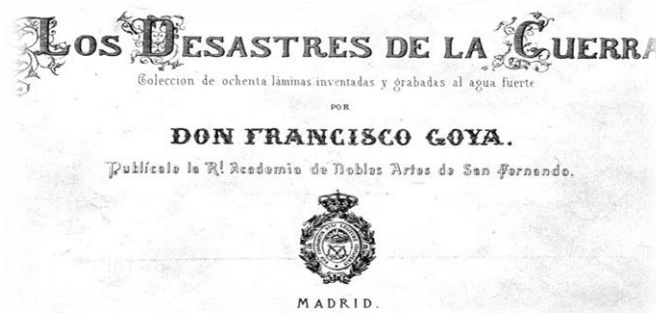 Los Desastres de la Guerra
Coleccion de ochenta láminas inventadas y grabadas al agua fuerte
POR
DON FRANCISCO GOYA.
Publícala la Rl. Academia de Nobles Artes de San Fernando.
MADRID.